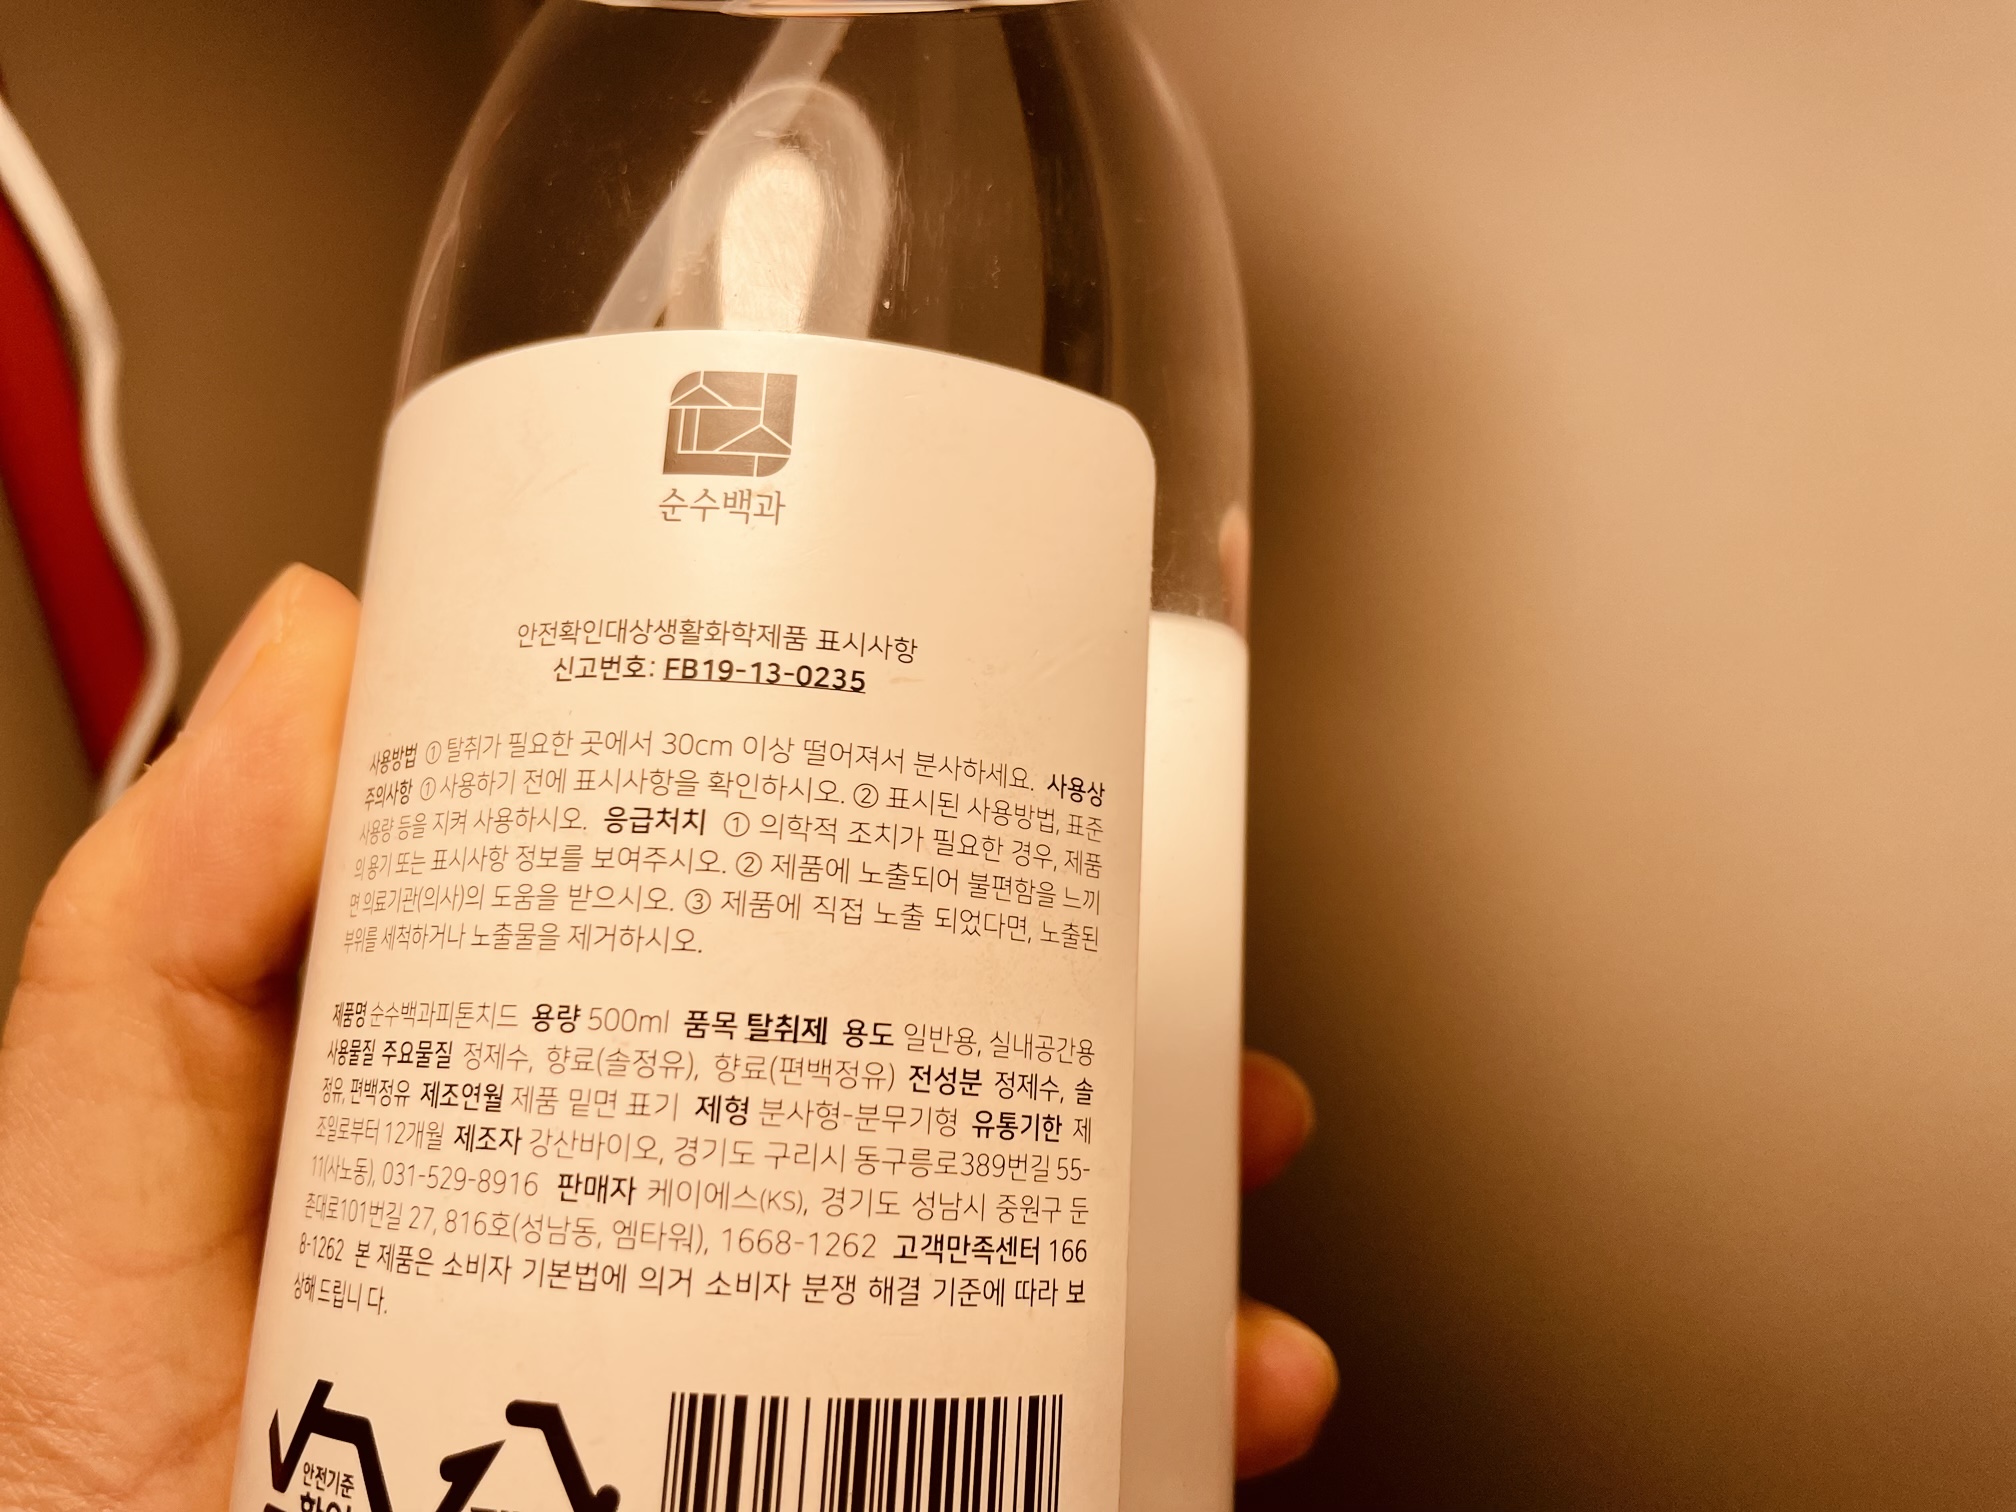 순수백과
안전확인대상생활화학제품 표시사항
신고번호: FB19-13-0235
사용방법 ① 탈취가 필요한 곳에서 30cm 이상 떨어져서 분사하세요. 사용상
주의사항 ① 사용하기 전에 표시사항을 확인하시오. ② 표시된 사용방법, 표준
사용량 등을 지켜 사용하시오. 응급처치 ① 의학적 조치가 필요한 경우, 제품
의 용기 또는 표시사항 정보를 보여주시오. ② 제품에 노출되어 불편함을 느끼
면 의료기관(의사)의 도움을 받으시오. ③ 제품에 직접 노출 되었다면, 노출된
부위를 세척하거나 노출물을 제거하시오.
제품명 순수백과피톤치드 용량 500ml 품목 탈취제 용도 일반용, 실내공간용
사용물질 주요물질 정제수, 향료(솔정유), 향료(편백정유) 전성분 정제수, 솔
정유, 편백정유 제조연월 제품 밑면 표기 제형 분사형-분무기형 유통기한 제
조일로부터 12개월 제조자 강산바이오, 경기도 구리시 동구릉로389번길 55-
11(사노동), 031-529-8916 판매자 케이에스(KS), 경기도 성남시 중원구 둔
촌대로101번길 27, 816호(성남동, 엠타워), 1668-1262 고객만족센터 166
8-1262 본 제품은 소비자 기본법에 의거 소비자 분쟁 해결 기준에 따라 보
상해 드립니 다.
안전기준